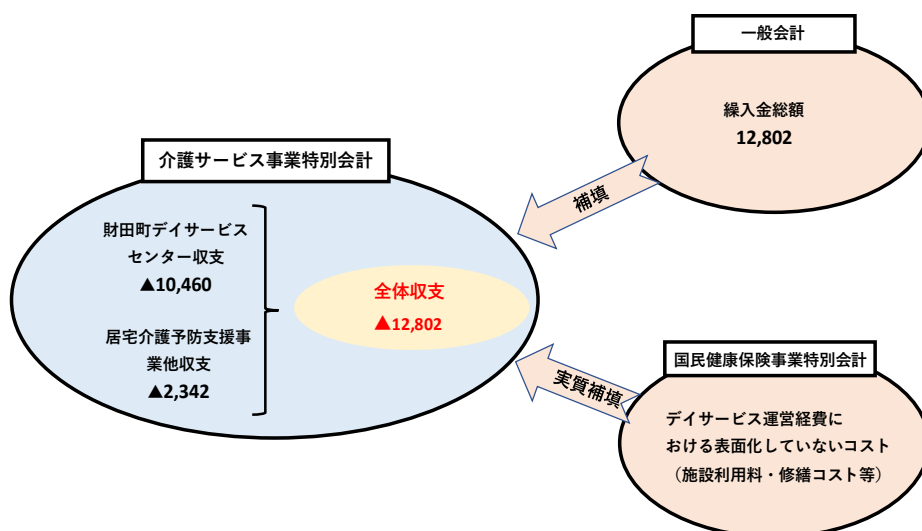 一般会計
繰入金総額
12,802
介護サービス事業特別会計
補填
財田町デイサービス
センター収支
▲10,460
全体収支
▲12,802
居宅介護予防支援事
業他収支
▲2,342
国民健康保険事業特別会計
実質補填
デイサービス運営経費に
おける表面化していないコスト
（施設利用料・修繕コスト等）